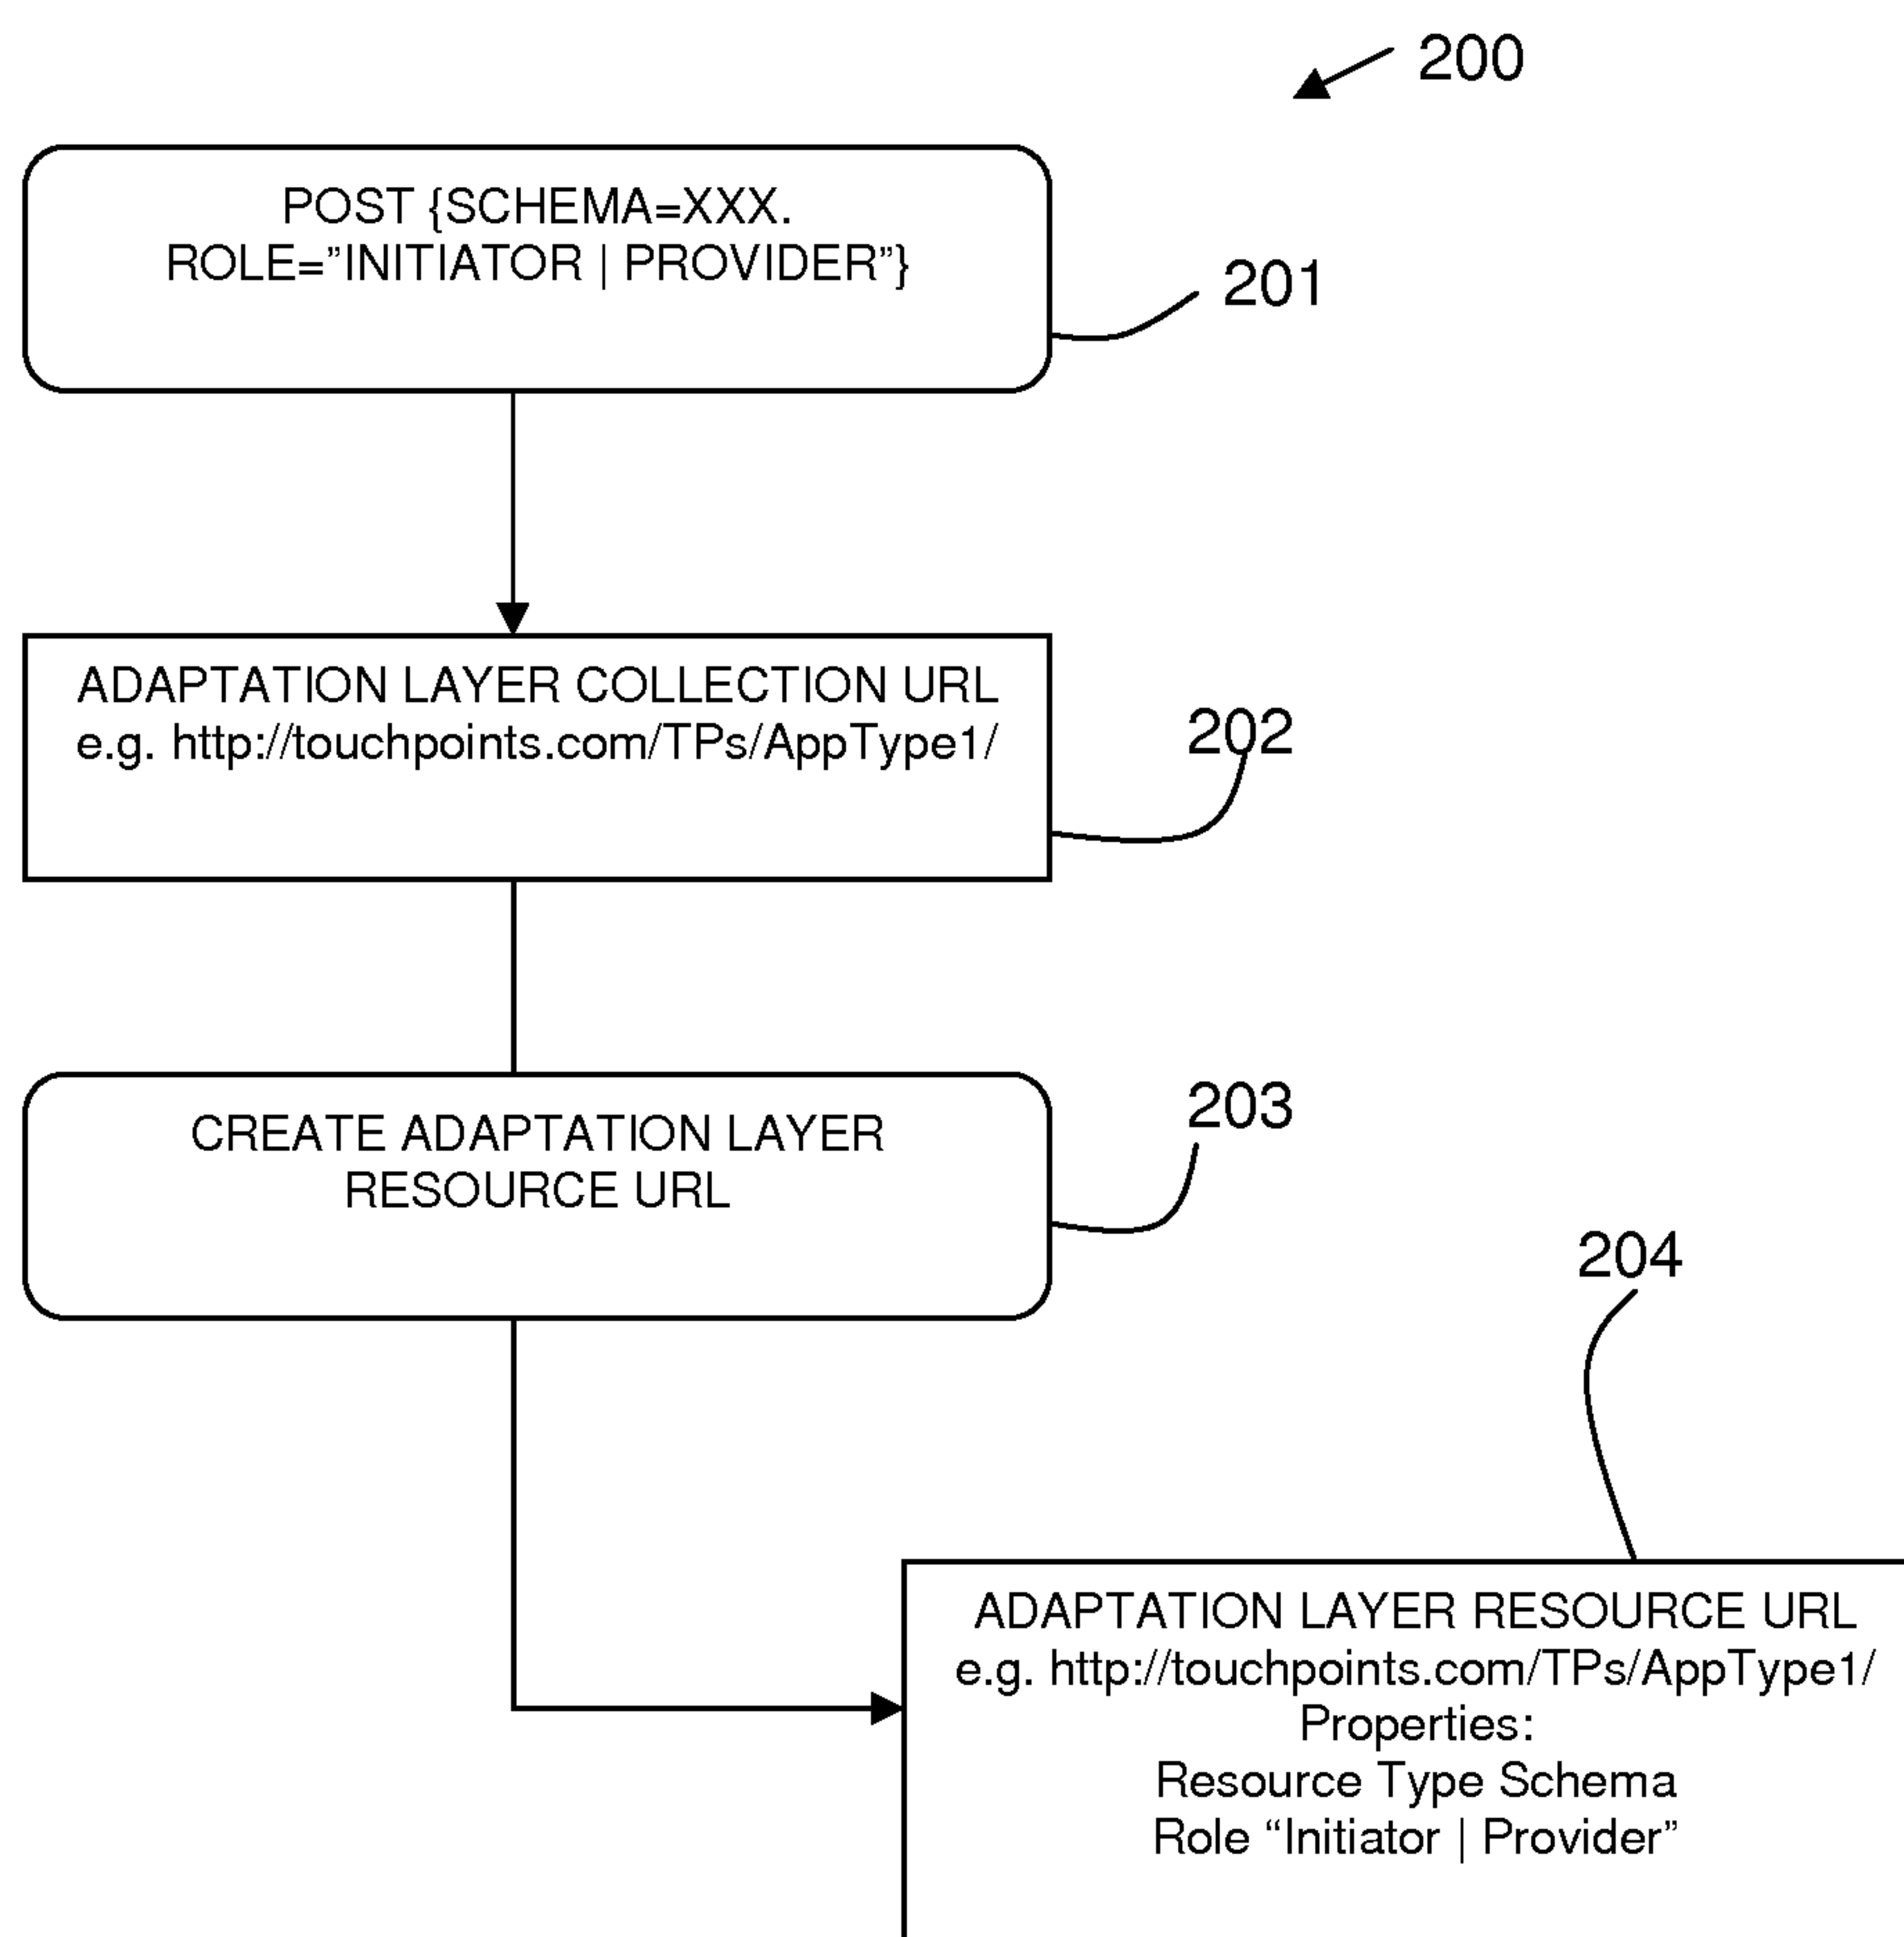 200
POST {SCHEMA=XXX.
ROLE=”INITIATOR | PROVIDER”}
201
ADAPTATION LAYER COLLECTION URL
e.g. http://touchpoints.com/TPs/AppType1/
202
CREATE ADAPTATION LAYER
RESOURCE URL
203
204
ADAPTATION LAYER RESOURCE URL
e.g. http://touchpoints.com/TPs/AppType1/
Properties:
Resource Type Schema
Role “Initiator | Provider”